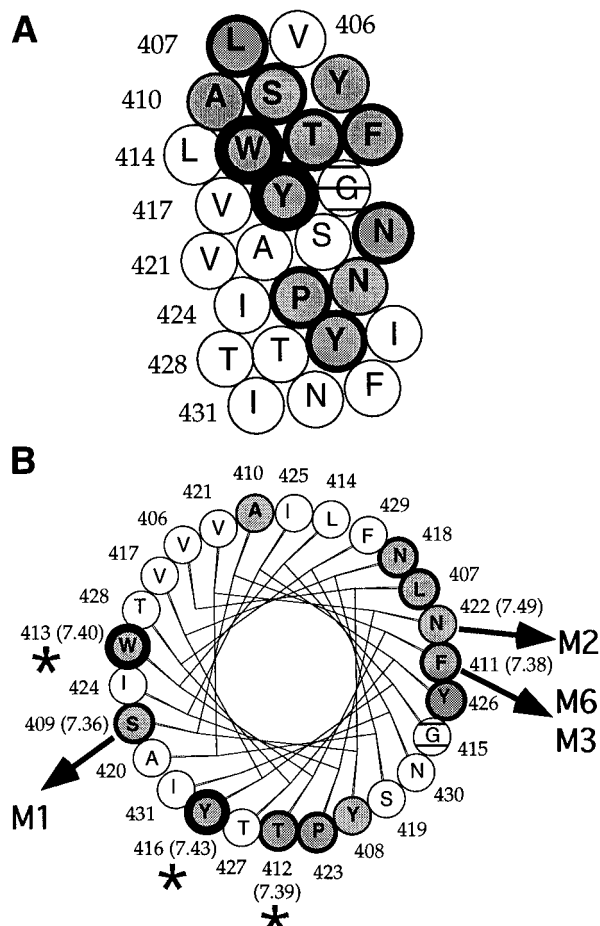 A
407 L V 406
410 A S Y
414 L W T F
417 V Y G
421 V A S N
424 I P N
428 T T Y I
431 I N F
B
406 417 428 421 410 425 414 429 418
V V T V A I L F N
407 L
422 (7.49) N
M2
411 (7.38) F
M6
M3
426 Y
415 G
430 N
419 S
408 Y
423 P
412 (7.39) T
*
427 T
416 (7.43) Y
*
431 I
420 A
409 (7.36) S
M1
424 I
413 (7.40) W
*